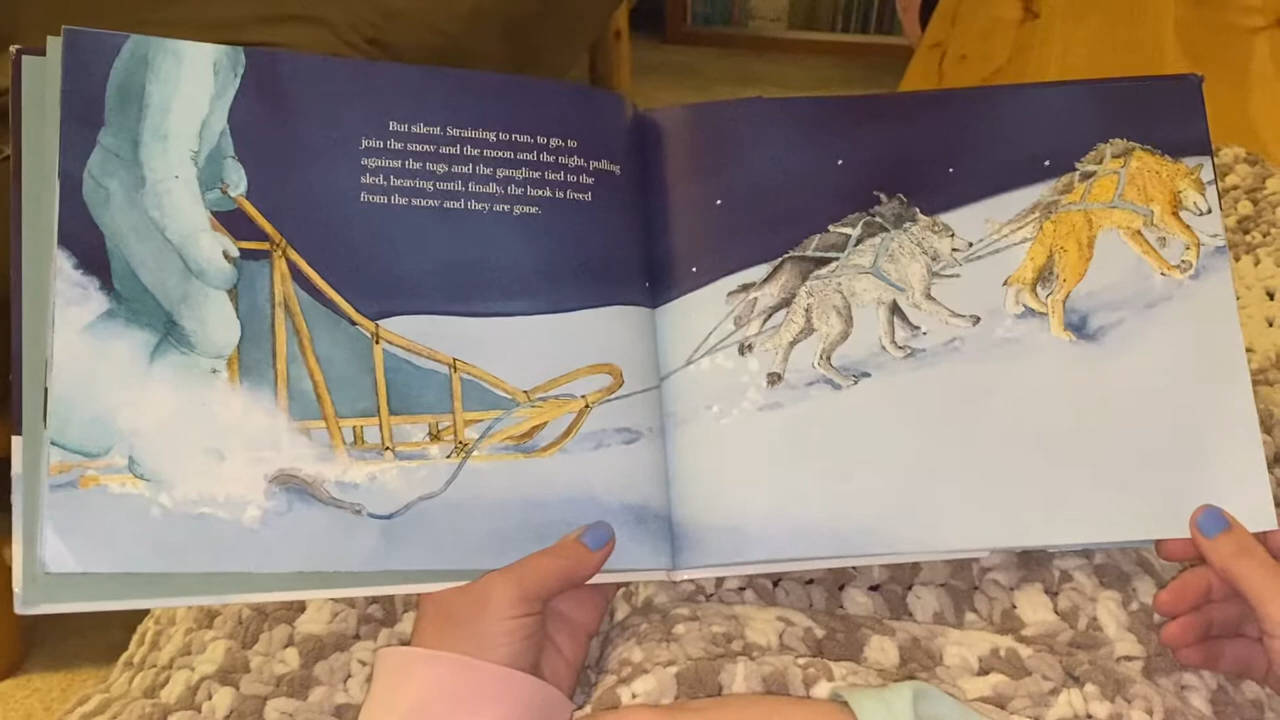 But silent. Straining to run, to go, to
join the snow and the moon and the night, pulling
against the tugs and the gangline tied to the
sled, heaving until, finally, the hook is freed
from the snow and they are gone.